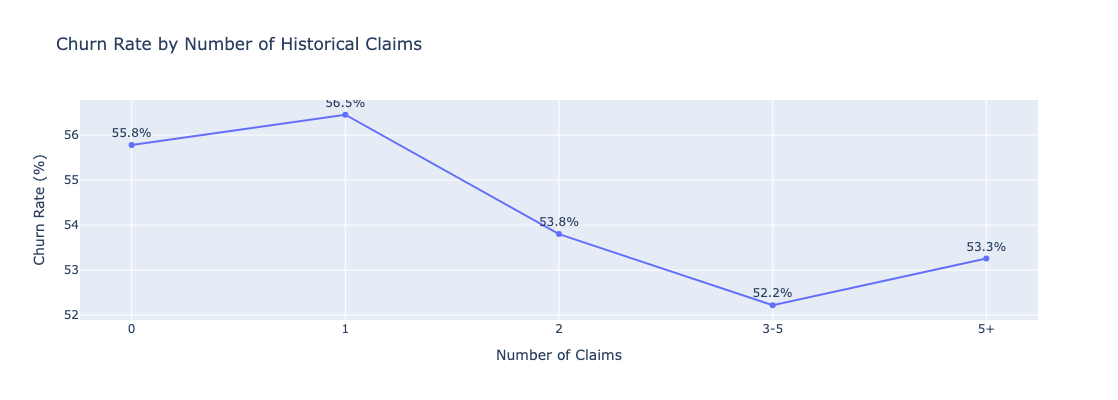 Churn Rate by Number of Historical Claims
56.5%
55.8%
53.8%
53.3%
52.2%
56
55
54
53
52
Churn Rate (%)
0 1 2 3-5 5+
Number of Claims